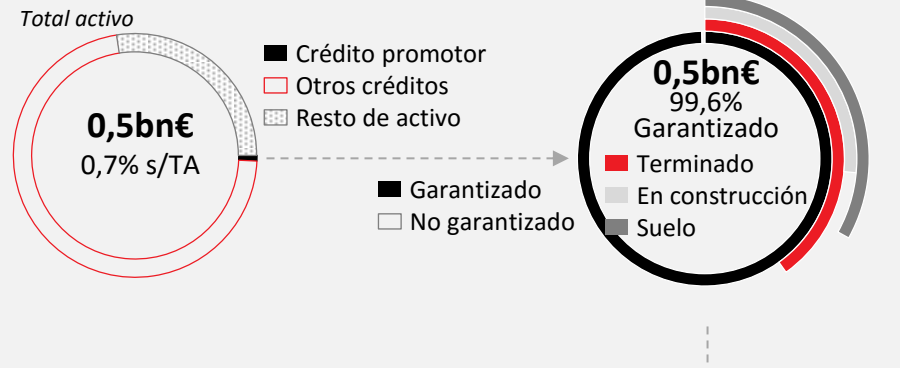 Total activo
0,5bn€
0,7% s/TA
Crédito promotor
Otros créditos
Resto de activo
Garantizado
No garantizado
0,5bn€
99,6%
Garantizado
Terminado
En construcción
Suelo